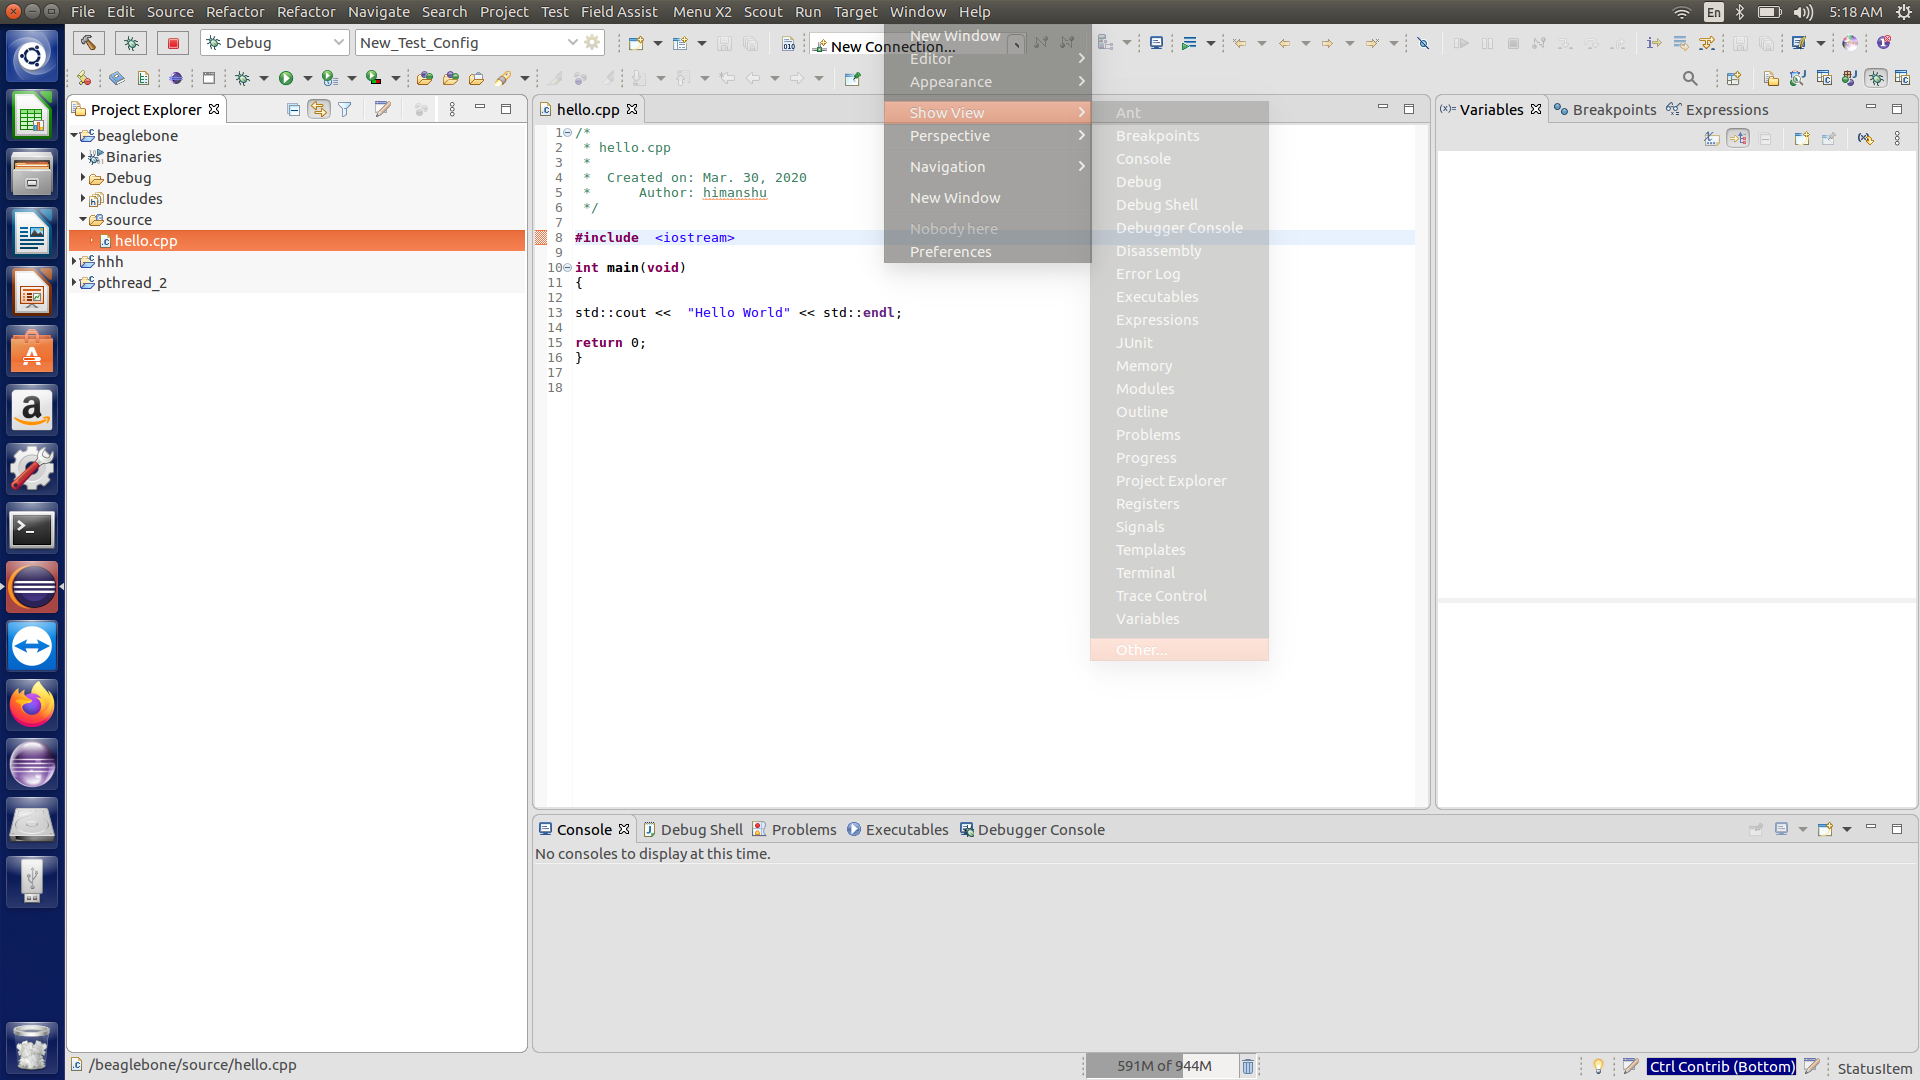 File Edit Source Refactor Refactor Navigate Search Project Test Field Assist Menu X2 Scout Run Target Window Help
En 5:18 AM
Debug New_Test_Config New Connection...
New Window
Editor
Appearance
Show View
Perspective
Navigation
New Window
Nobody here
Preferences
Ant
Breakpoints
Console
Debug
Debug Shell
Debugger Console
Disassembly
Error Log
Executables
Expressions
JUnit
Memory
Modules
Outline
Problems
Progress
Project Explorer
Registers
Signals
Templates
Terminal
Trace Control
Variables
Other...
Project Explorer
beaglebone
Binaries
Debug
Includes
source
hello.cpp
hhh
pthread_2
hello.cpp
1 /*
2 * hello.cpp
3 *
4 * Created on: Mar. 30, 2020
5 * Author: himanshu
6 */
7
8 #include <iostream>
9
10 int main(void)
11 {
12
13 std::cout << "Hello World" << std::endl;
14
15 return 0;
16 }
17
18
(x)= Variables Breakpoints Expressions
Console Debug Shell Problems Executables Debugger Console
No consoles to display at this time.
/beaglebone/source/hello.cpp
591M of 944M
Ctrl Contrib (Bottom)
StatusItem